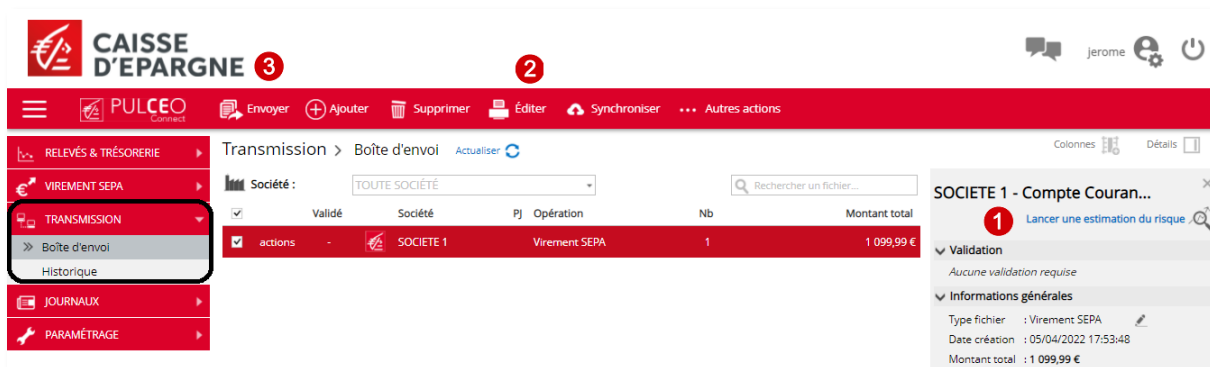 CAISSE
D'EPARGNE
3
2
jerome
PULCEO
Connect
Envoyer
Ajouter
Supprimer
Éditer
Synchroniser
Autres actions
RELEVÉS & TRÉSORERIE
VIREMENT SEPA
TRANSMISSION
Boîte d'envoi
Historique
JOURNAUX
PARAMÉTRAGE
Transmission > Boîte d'envoi Actualiser
Colonnes
Détails
Société :
TOUTE SOCIÉTÉ
Rechercher un fichier...
Validé Société PJ Opération Nb Montant total
actions - SOCIETE 1 Virement SEPA 1 1 099,99 €
SOCIETE 1 - Compte Couran...
1
Lancer une estimation du risque
Validation
Aucune validation requise
Informations générales
Type fichier : Virement SEPA
Date création : 05/04/2022 17:53:48
Montant total : 1 099,99 €